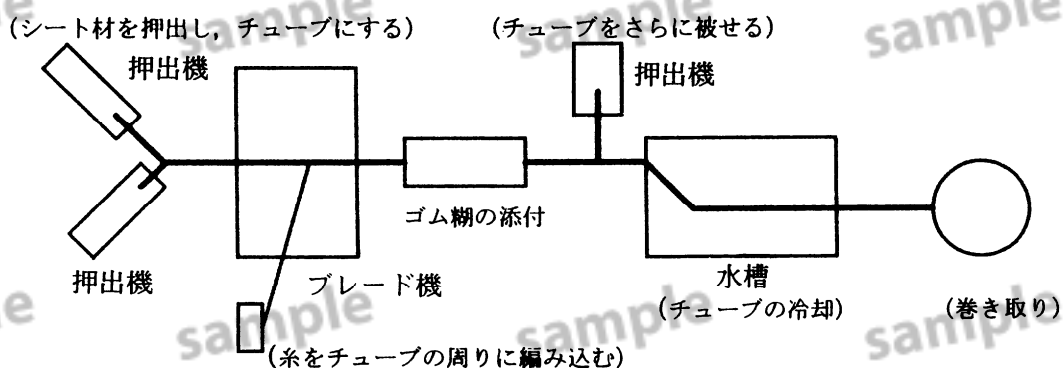 (シート材を押出し，チューブにする)
(チューブをさらに被せる)
押出機
押出機
ゴム糊の添付
押出機
ブレード機
水槽
(チューブの冷却)
(巻き取り)
(糸をチューブの周りに編み込む)
sample
sample
sample
sample
sample
sample
sample